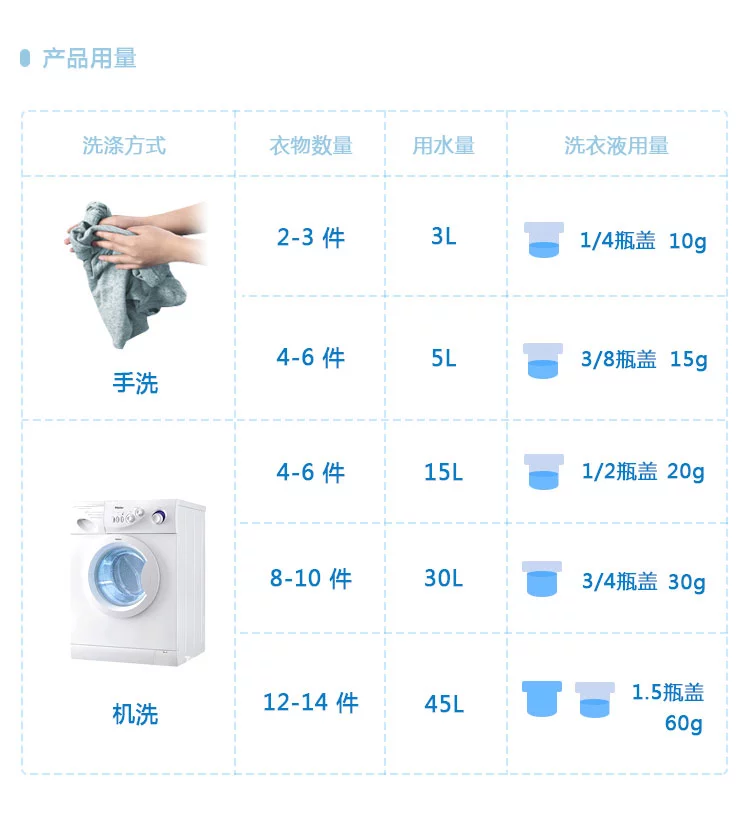 产品用量
洗涤方式 衣物数量 用水量 洗衣液用量
2-3 件 3L 1/4瓶盖 10g
4-6 件 5L 3/8瓶盖 15g
手洗
4-6 件 15L 1/2瓶盖 20g
8-10 件 30L 3/4瓶盖 30g
12-14 件 45L 1.5瓶盖
60g
机洗